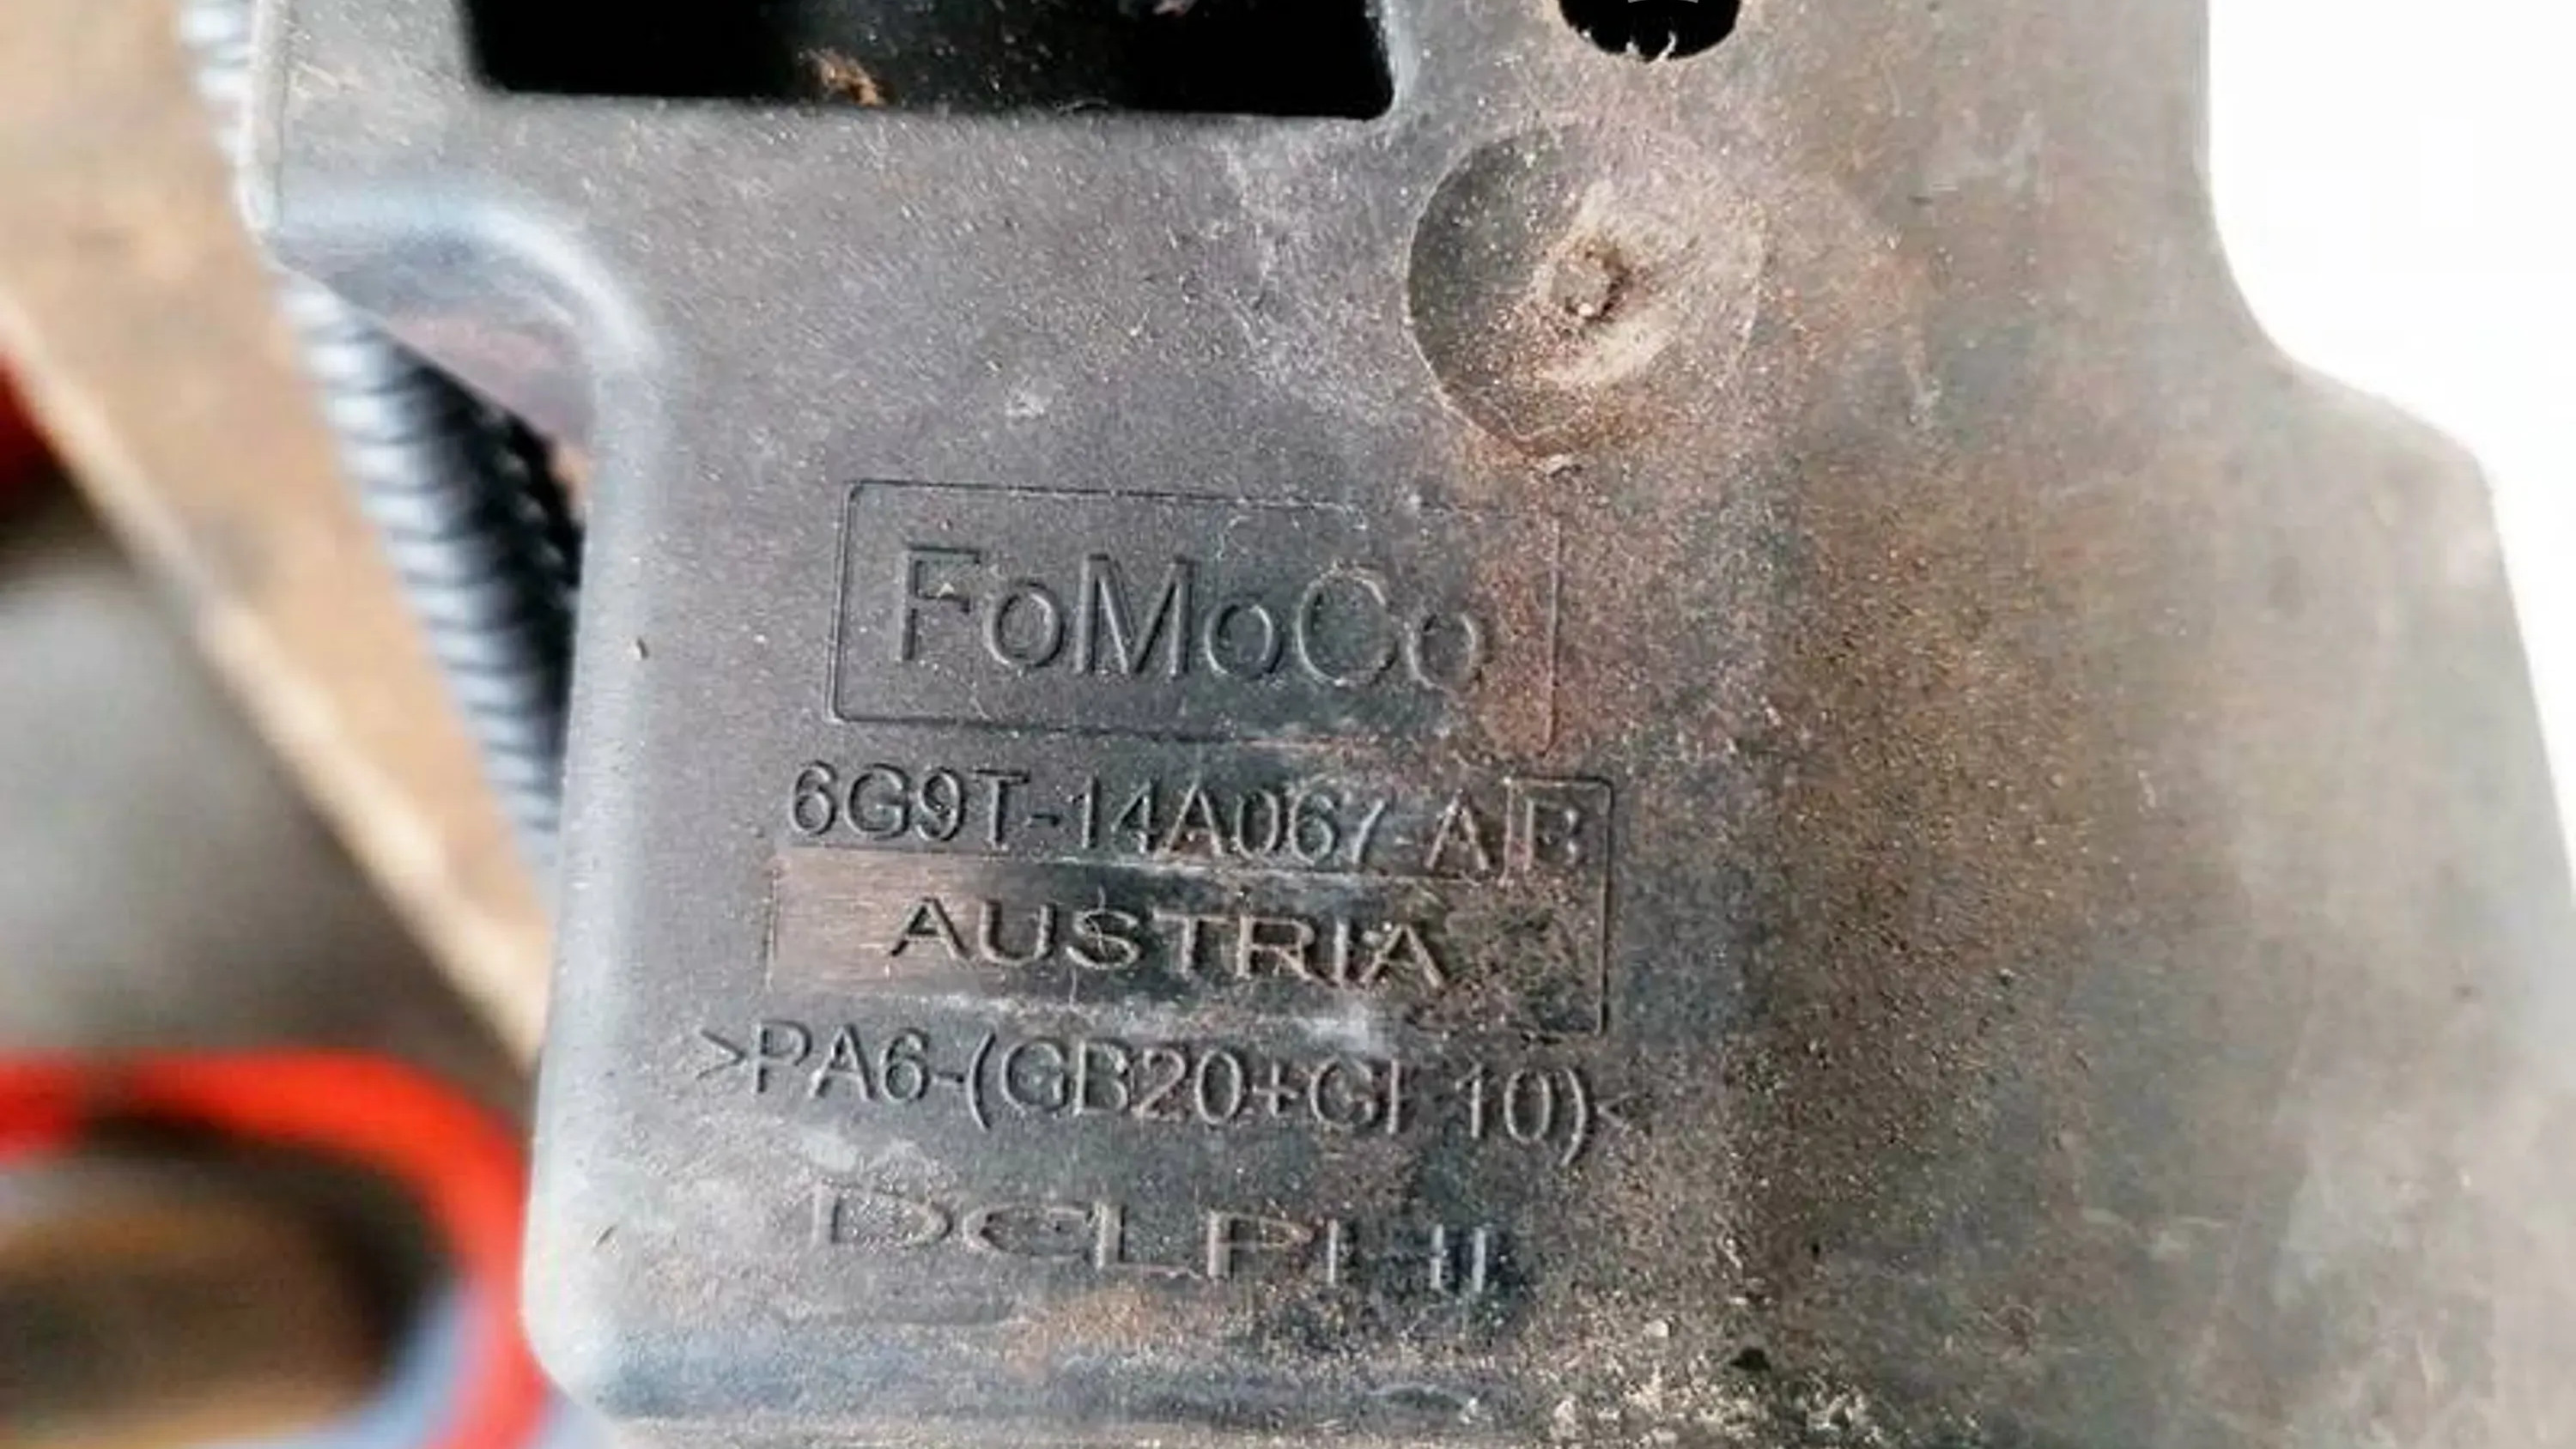 FoMoCo
6G9T-14A067-AB
AUSTRIA
>PA6-(GB20+GF10)<
DELPHI